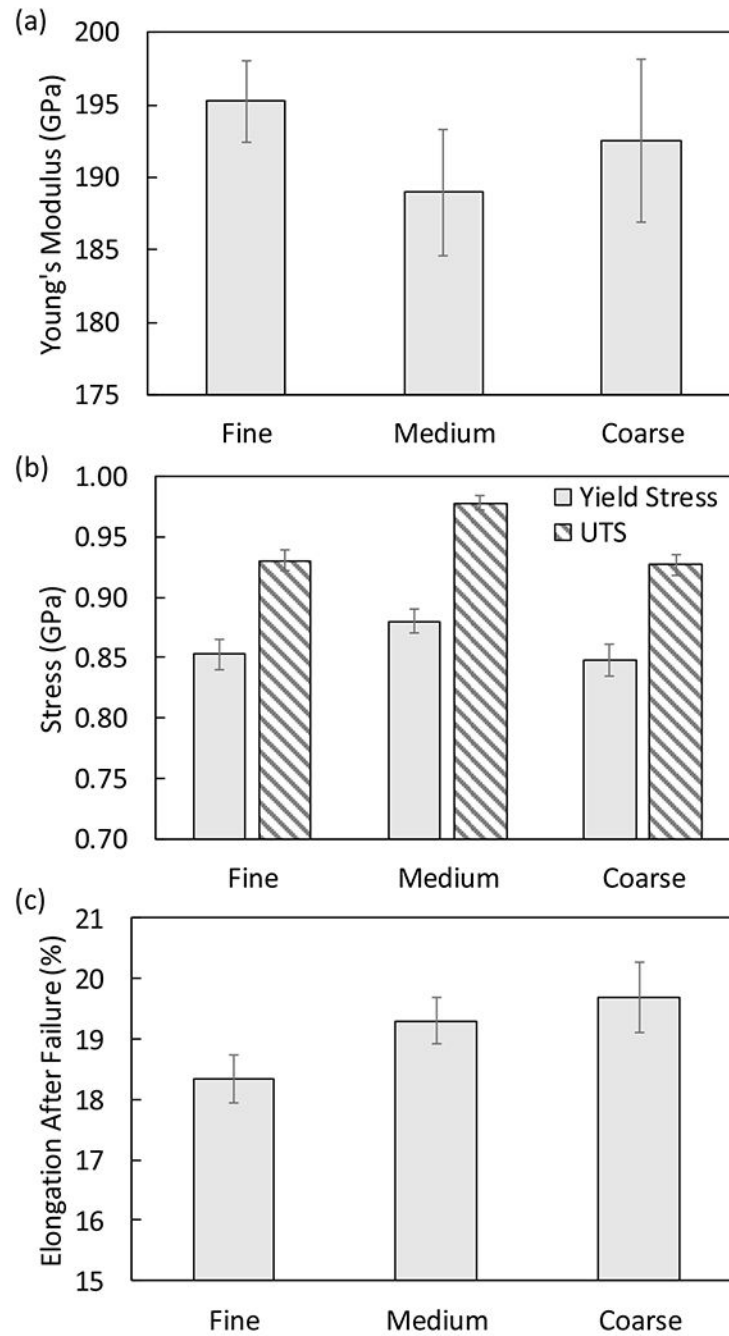 (a)
Young's Modulus (GPa)
200
195
190
185
180
175
Fine Medium Coarse
(b)
Stress (GPa)
1.00
0.95
0.90
0.85
0.80
0.75
0.70
Yield Stress
UTS
Fine Medium Coarse
(c)
Elongation After Failure (%)
21
20
19
18
17
16
15
Fine Medium Coarse